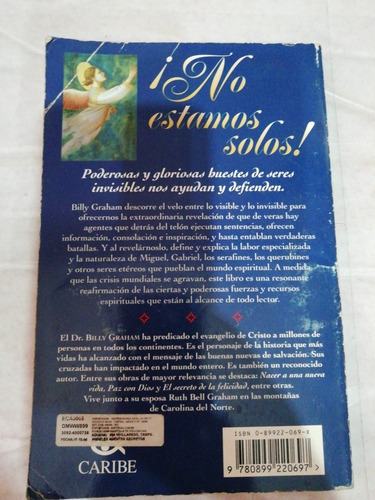 ¡No
estamos
solos!
Poderosas y gloriosas huestes de seres
invisibles nos ayudan y defienden.
Billy Graham descorre el velo entre lo visible y lo invisible para
ofrecernos la extraordinaria revelación de que de veras hay
agentes que detrás del telón ejecutan sentencias, ofrecen
información, consolación e inspiración, y hasta entablan verdaderas
batallas. Y al revelárnoslo, define y explica la labor especializada
y la naturaleza de Miguel, Gabriel, los serafines, los querubines
y otros seres etéreos que pueblan el mundo espiritual. A medida
que las crisis mundiales se agravan, este libro es una resonante
reafirmación de las ciertas y poderosas fuerzas y recursos
espirituales que están al alcance de todo lector.
El Dr. BILLY GRAHAM ha predicado el evangelio de Cristo a millones de
personas en todos los continentes. Es el personaje de la historia que más
vidas ha alcanzado con el mensaje de las buenas nuevas de salvación. Sus
cruzadas han impactado en el mundo entero. Es también un reconocido
autor. Entre sus obras de mayor relevancia se destaca: Nacer a una nueva
vida, Paz con Dios y El secreto de la felicidad, entre otras.
Vive junto a su esposa Ruth Bell Graham en las montañas
de Carolina del Norte.
ISBN 0-89922-069-X
9 780899 220697
CARIBE